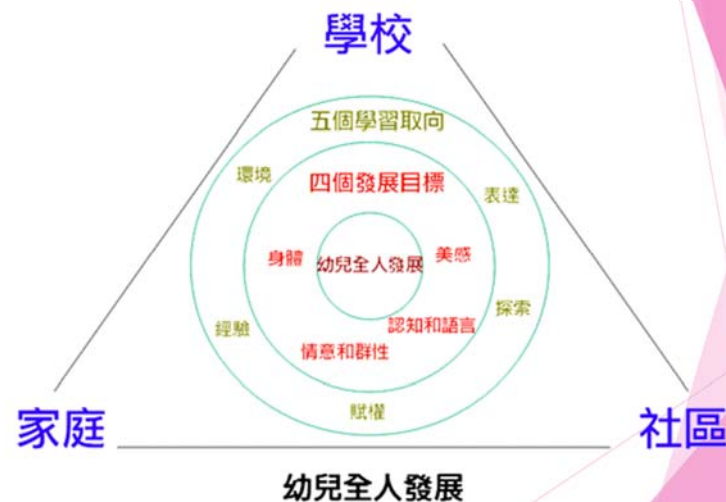 學校
五個學習取向
環境
四個發展目標
表達
身體
幼兒全人發展
美感
經驗
探索
認知和語言
情意和群性
賦權
家庭
社區
幼兒全人發展